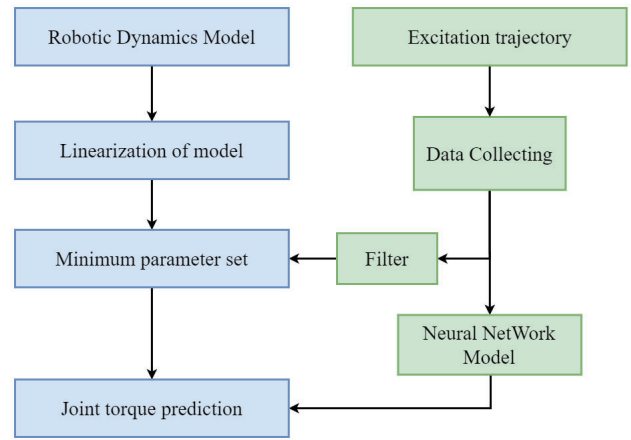 Robotic Dynamics Model
Excitation trajectory
Linearization of model
Data Collecting
Minimum parameter set
Filter
Neural NetWork
Model
Joint torque prediction